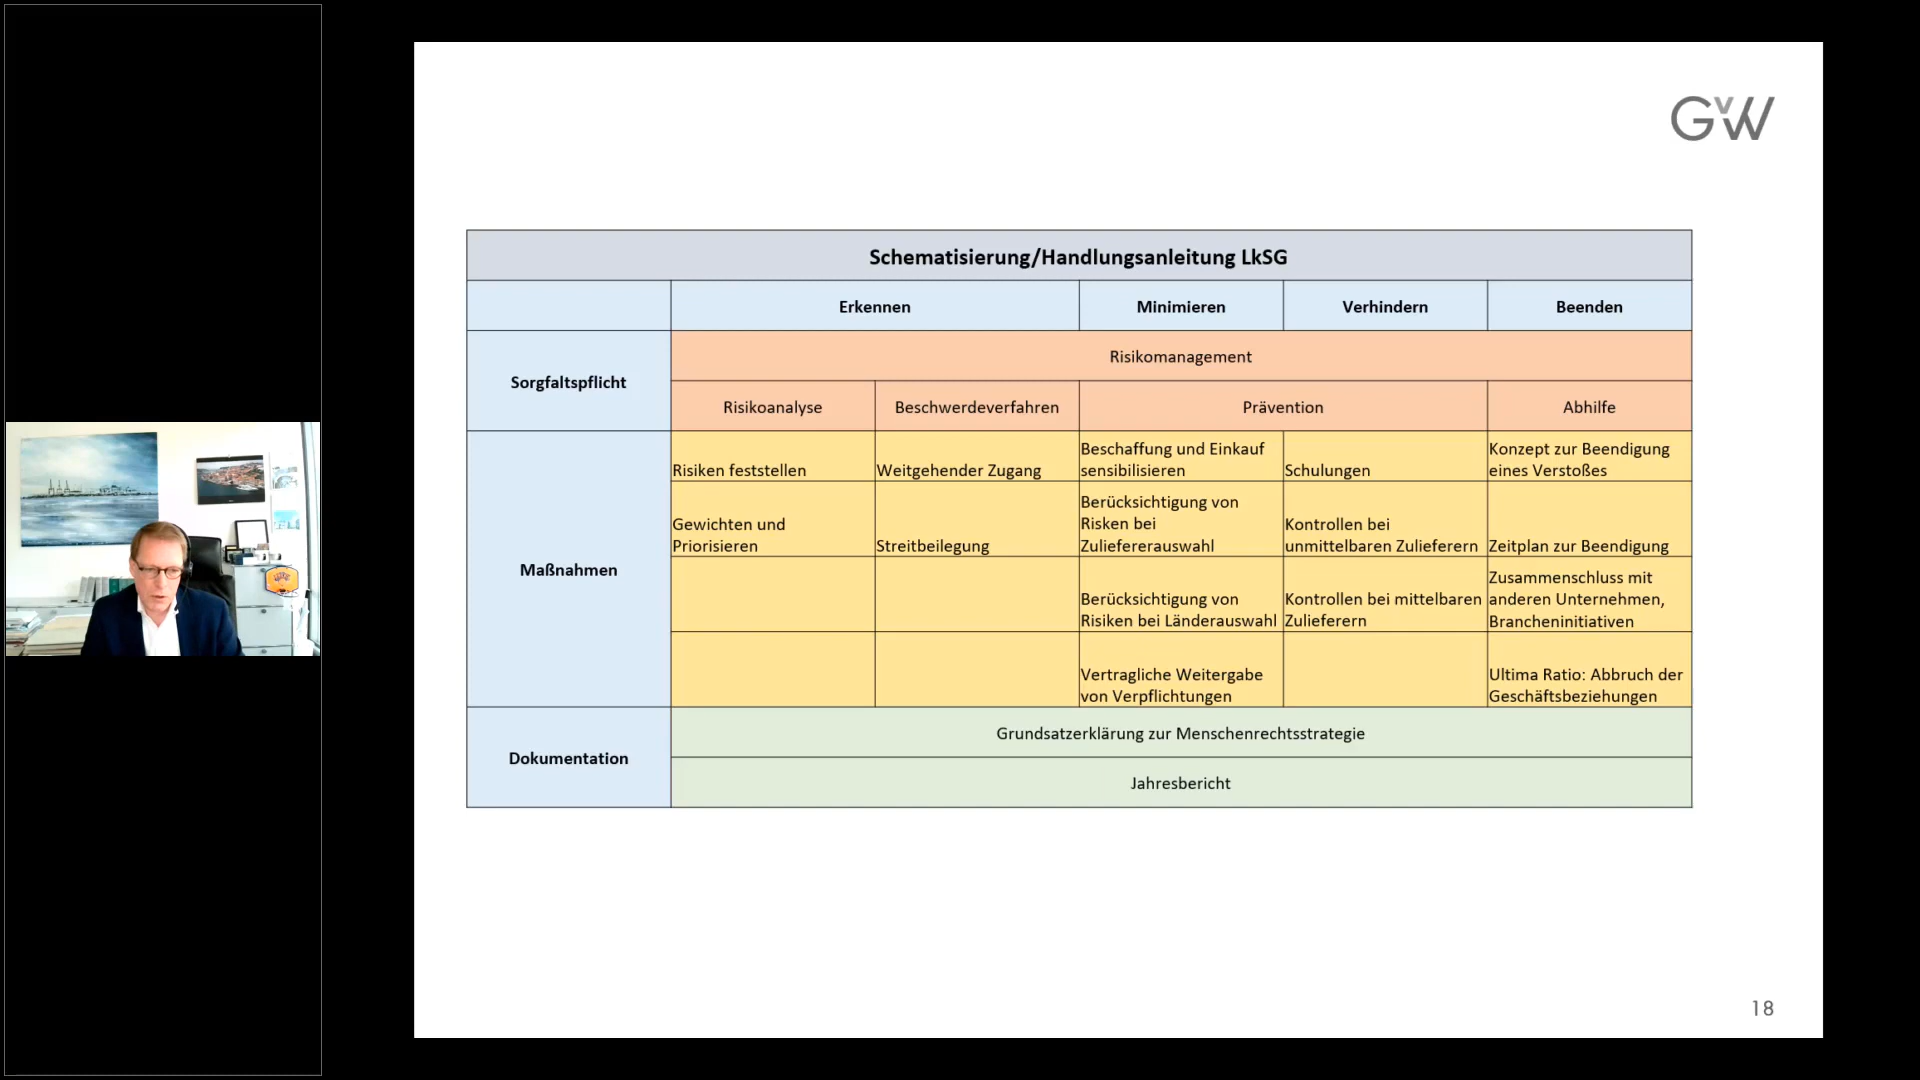 GvW
Schematisierung/Handlungsanleitung LkSG
Erkennen
Minimieren
Verhindern
Beenden
Sorgfaltspflicht
Risikomanagement
Risikoanalyse
Beschwerdeverfahren
Prävention
Abhilfe
Maßnahmen
Risiken feststellen
Weitgehender Zugang
Beschaffung und Einkauf
sensibilisieren
Schulungen
Konzept zur Beendigung
eines Verstoßes
Gewichten und
Priorisieren
Streitbeilegung
Berücksichtigung von
Risken bei
Zuliefererauswahl
Kontrollen bei
unmittelbaren Zulieferern
Zeitplan zur Beendigung
Berücksichtigung von
Risiken bei Länderauswahl
Kontrollen bei mittelbaren
Zulieferern
Zusammenschluss mit
anderen Unternehmen,
Brancheninitiativen
Vertragliche Weitergabe
von Verpflichtungen
Ultima Ratio: Abbruch der
Geschäftsbeziehungen
Dokumentation
Grundsatzerklärung zur Menschenrechtsstrategie
Jahresbericht
18